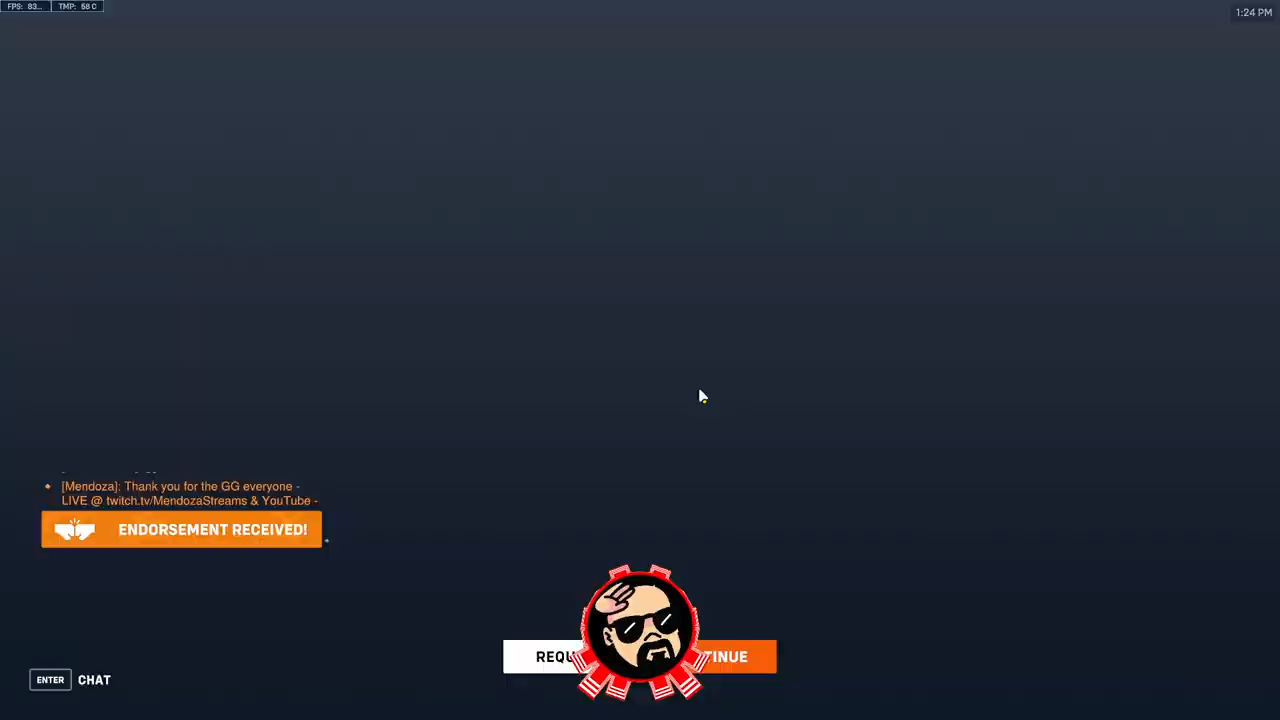 FPS: 83... TMP: 58 C
1:24 PM
[Mendoza]: Thank you for the GG everyone -
LIVE @ twitch.tv/MendozaStreams & YouTube -
ENDORSEMENT RECEIVED!
REQU TINUE
ENTER CHAT